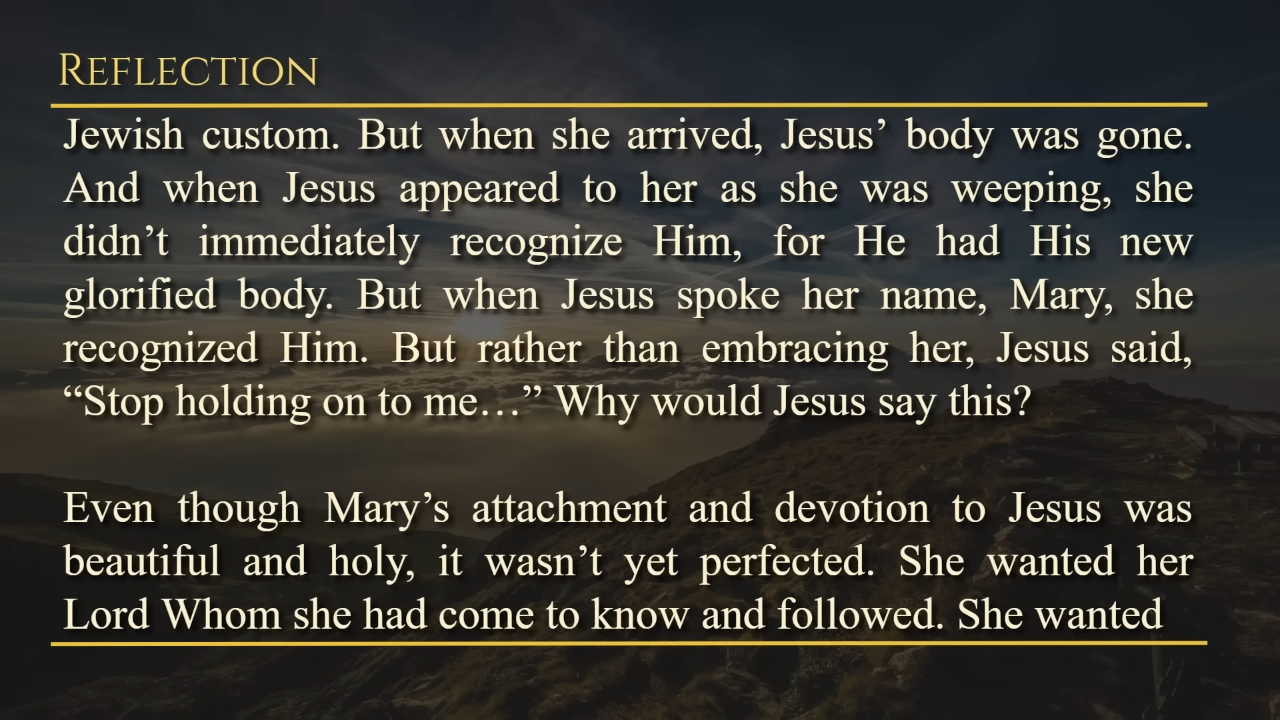 Reflection
Jewish custom. But when she arrived, Jesus’ body was gone.
And when Jesus appeared to her as she was weeping, she
didn’t immediately recognize Him, for He had His new
glorified body. But when Jesus spoke her name, Mary, she
recognized Him. But rather than embracing her, Jesus said,
“Stop holding on to me…” Why would Jesus say this?
Even though Mary’s attachment and devotion to Jesus was
beautiful and holy, it wasn’t yet perfected. She wanted her
Lord Whom she had come to know and followed. She wanted